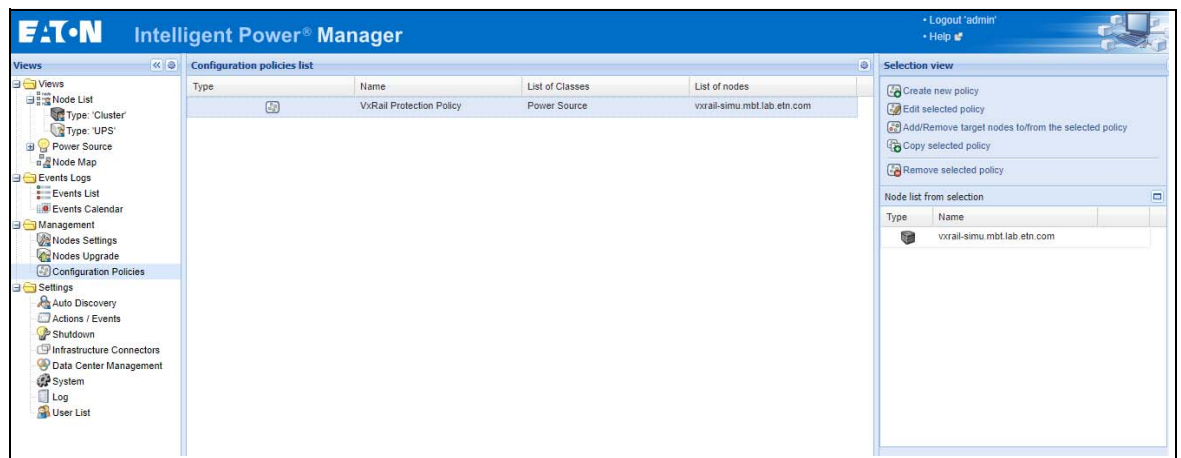 EATON Intelligent Power® Manager
• Logout 'admin'
• Help
Views
Views
Node List
Type: 'Cluster'
Type: 'UPS'
Power Source
Node Map
Events Logs
Events List
Events Calendar
Management
Nodes Settings
Nodes Upgrade
Configuration Policies
Settings
Auto Discovery
Actions / Events
Shutdown
Infrastructure Connectors
Data Center Management
System
Log
User List
Configuration policies list
Type Name List of Classes List of nodes
VxRail Protection Policy Power Source vxrail-simu.mbt.lab.etn.com
Selection view
Create new policy
Edit selected policy
Add/Remove target nodes to/from the selected policy
Copy selected policy
Remove selected policy
Node list from selection
Type Name
vxrail-simu.mbt.lab.etn.com